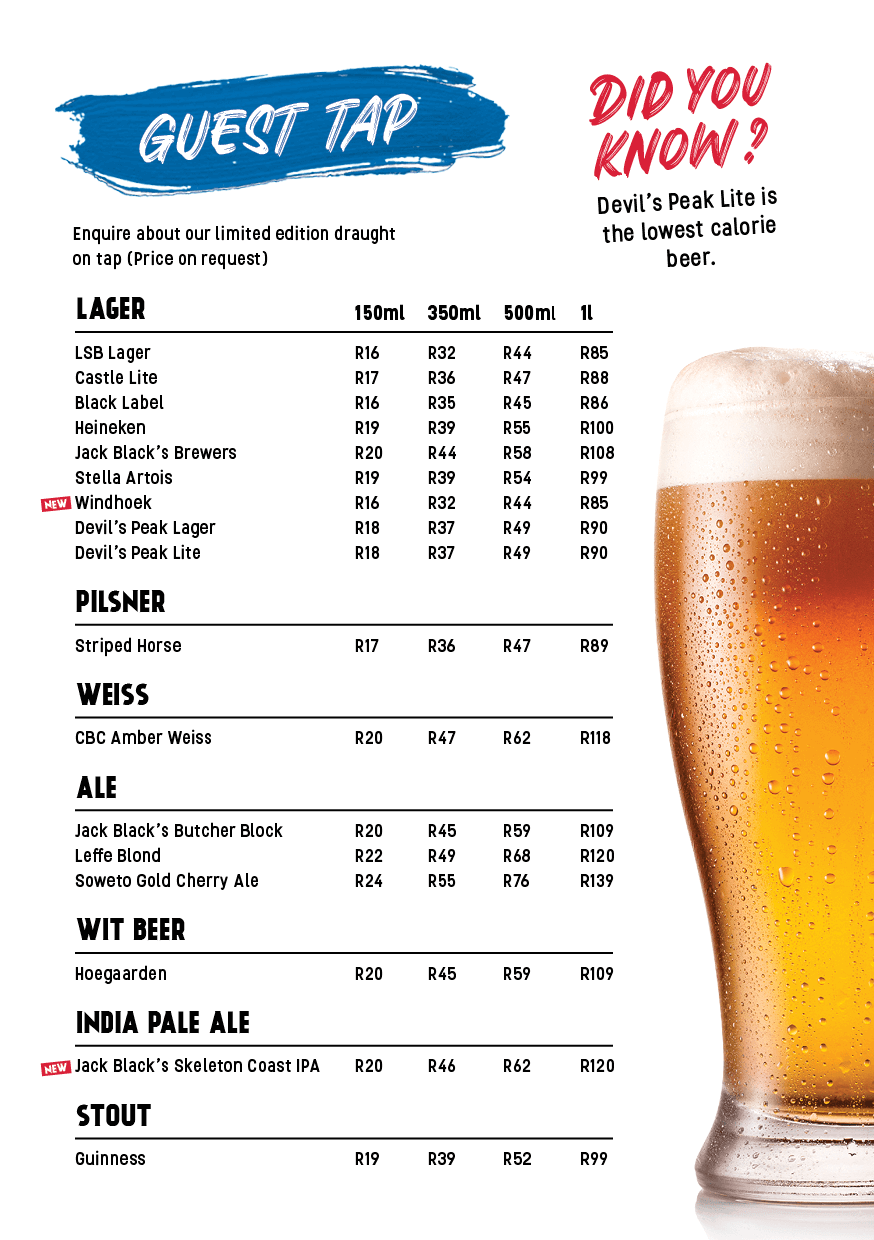 GUEST TAP
Enquire about our limited edition draught
on tap (Price on request)
DID YOU
KNOW?
Devil's Peak Lite is
the lowest calorie
beer.
LAGER 150ml 350ml 500ml 1l
LSB Lager R16 R32 R44 R85
Castle Lite R17 R36 R47 R88
Black Label R16 R35 R45 R86
Heineken R19 R39 R55 R100
Jack Black's Brewers R20 R44 R58 R108
Stella Artois R19 R39 R54 R99
NEW Windhoek R16 R32 R44 R85
Devil's Peak Lager R18 R37 R49 R90
Devil's Peak Lite R18 R37 R49 R90
PILSNER
Striped Horse R17 R36 R47 R89
WEISS
CBC Amber Weiss R20 R47 R62 R118
ALE
Jack Black's Butcher Block R20 R45 R59 R109
Leffe Blond R22 R49 R68 R120
Soweto Gold Cherry Ale R24 R55 R76 R139
WIT BEER
Hoegaarden R20 R45 R59 R109
INDIA PALE ALE
NEW Jack Black's Skeleton Coast IPA R20 R46 R62 R120
STOUT
Guinness R19 R39 R52 R99